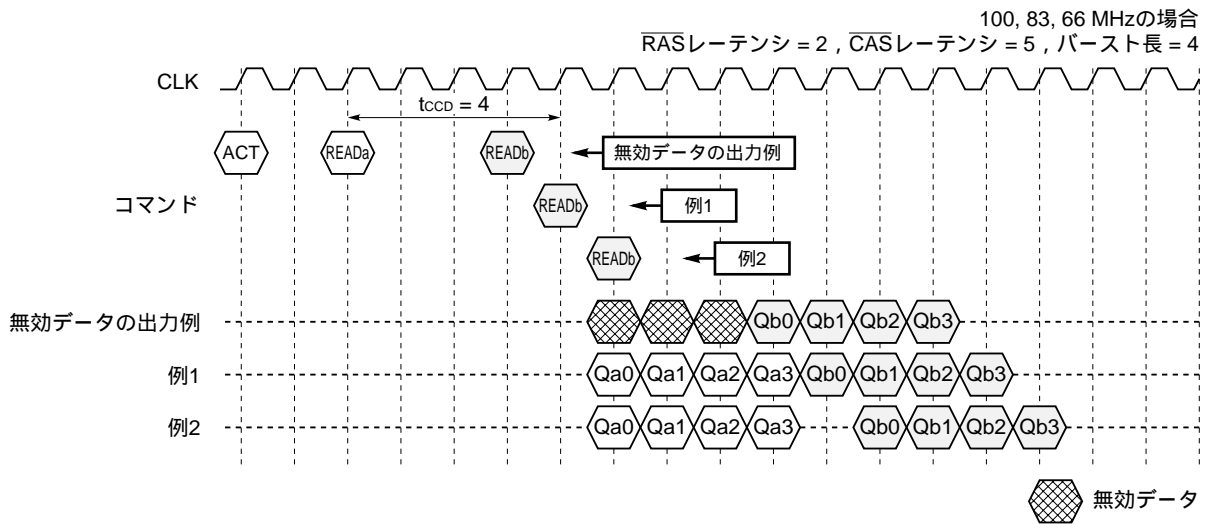 100, 83, 66 MHzの場合
RASレーテンシ = 2 , CASレーテンシ = 5 , バースト長 = 4
CLK
tCCD = 4
ACT READa READb 無効データの出力例
コマンド READb 例1
READb 例2
無効データの出力例 Qb0 Qb1 Qb2 Qb3
例1 Qa0 Qa1 Qa2 Qa3 Qb0 Qb1 Qb2 Qb3
例2 Qa0 Qa1 Qa2 Qa3 Qb0 Qb1 Qb2 Qb3
無効データ